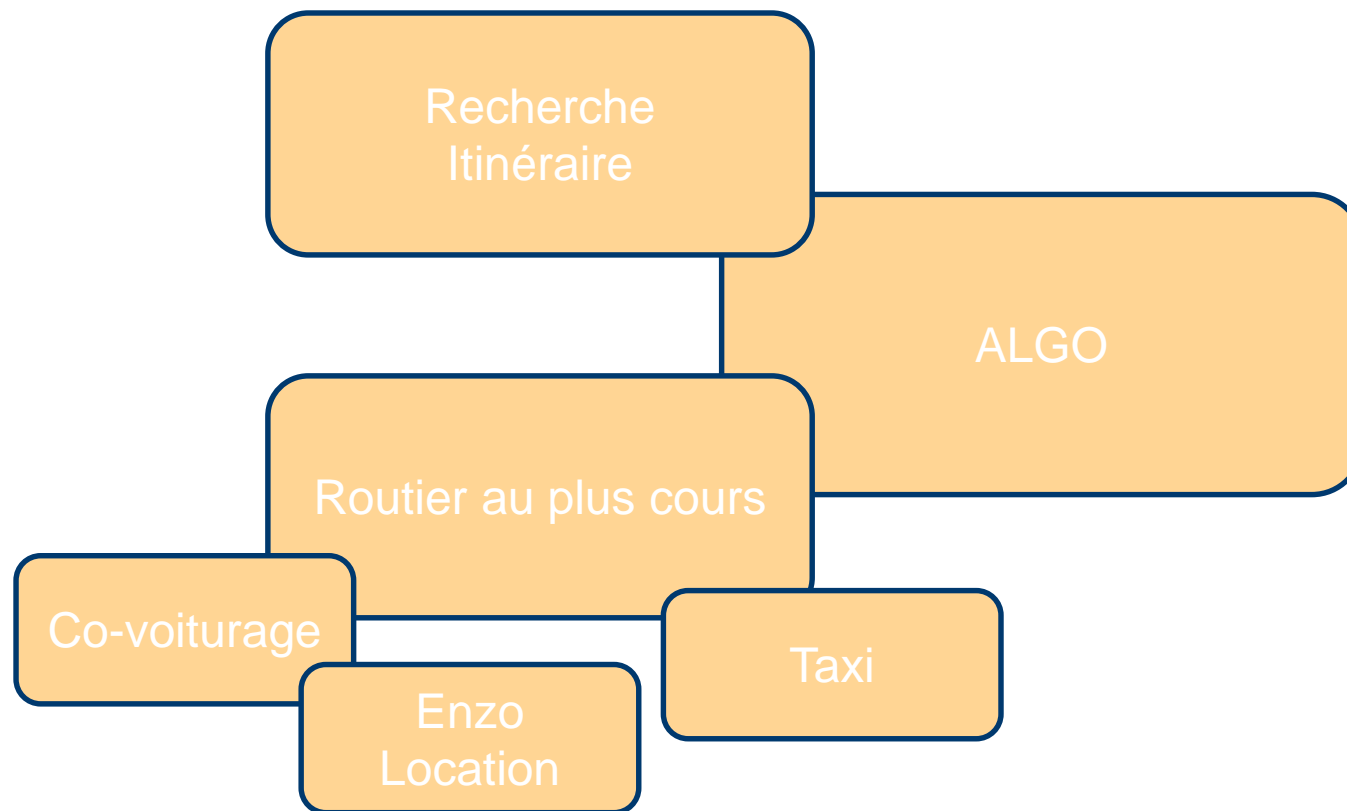 Recherche
Itinéraire
ALGO
Routier au plus cours
Co-voiturage
Taxi
Enzo
Location